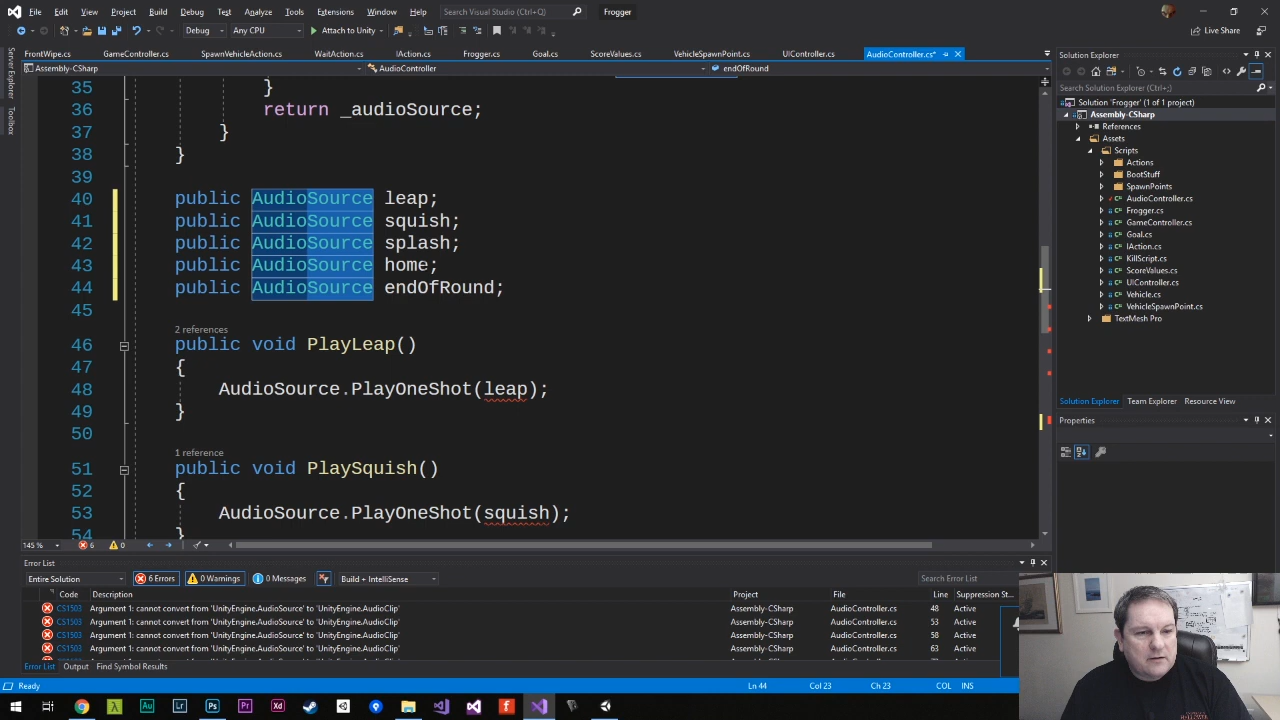 File Edit View Project Build Debug Test Analyze Tools Extensions Window Help Search Visual Studio (Ctrl+Q) Frogger
Debug Any CPU Attach to Unity Live Share
FrontWipe.cs GameController.cs SpawnVehicleAction.cs WaitAction.cs IAction.cs Frogger.cs Goal.cs ScoreValues.cs VehicleSpawnPoint.cs UIController.cs AudioController.cs*
Assembly-CSharp AudioController endOfRound
Server Explorer
Toolbox
35 }
36 return _audioSource;
37 }
38 }
39
40 public AudioSource leap;
41 public AudioSource squish;
42 public AudioSource splash;
43 public AudioSource home;
44 public AudioSource endOfRound;
45
2 references
46 public void PlayLeap()
47 {
48 AudioSource.PlayOneShot(leap);
49 }
50
1 reference
51 public void PlaySquish()
52 {
53 AudioSource.PlayOneShot(squish);
54 }
145 % 6 0
Solution Explorer
Search Solution Explorer (Ctrl+;)
Solution 'Frogger' (1 of 1 project)
Assembly-CSharp
References
Assets
Scripts
Actions
BootStuff
SpawnPoints
AudioController.cs
Frogger.cs
GameController.cs
Goal.cs
IAction.cs
KillScript.cs
ScoreValues.cs
UIController.cs
Vehicle.cs
VehicleSpawnPoint.cs
TextMesh Pro
Solution Explorer Team Explorer Resource View
Properties
Error List
Entire Solution 6 Errors 0 Warnings 0 Messages Build + IntelliSense Search Error List
Code Description Project File Line Suppression St...
CS1503 Argument 1: cannot convert from 'UnityEngine.AudioSource' to 'UnityEngine.AudioClip' Assembly-CSharp AudioController.cs 48 Active
CS1503 Argument 1: cannot convert from 'UnityEngine.AudioSource' to 'UnityEngine.AudioClip' Assembly-CSharp AudioController.cs 53 Active
CS1503 Argument 1: cannot convert from 'UnityEngine.AudioSource' to 'UnityEngine.AudioClip' Assembly-CSharp AudioController.cs 58 Active
CS1503 Argument 1: cannot convert from 'UnityEngine.AudioSource' to 'UnityEngine.AudioClip' Assembly-CSharp AudioController.cs 63 Active
Error List Output Find Symbol Results
Ready Ln 44 Col 23 Ch 23 COL INS